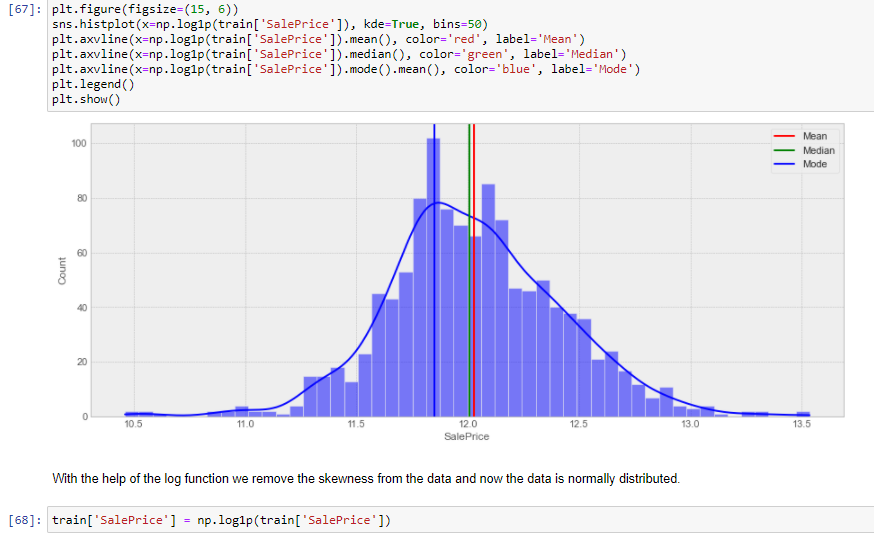 [67]: plt.figure(figsize=(15, 6))
sns.histplot(x=np.log1p(train['SalePrice']), kde=True, bins=50)
plt.axvline(x=np.log1p(train['SalePrice']).mean(), color='red', label='Mean')
plt.axvline(x=np.log1p(train['SalePrice']).median(), color='green', label='Median')
plt.axvline(x=np.log1p(train['SalePrice']).mode().mean(), color='blue', label='Mode')
plt.legend()
plt.show()
Mean
Median
Mode
100
80
60
40
20
0
Count
10.5 11.0 11.5 12.0 12.5 13.0 13.5
SalePrice
With the help of the log function we remove the skewness from the data and now the data is normally distributed.
[68]: train['SalePrice'] = np.log1p(train['SalePrice'])